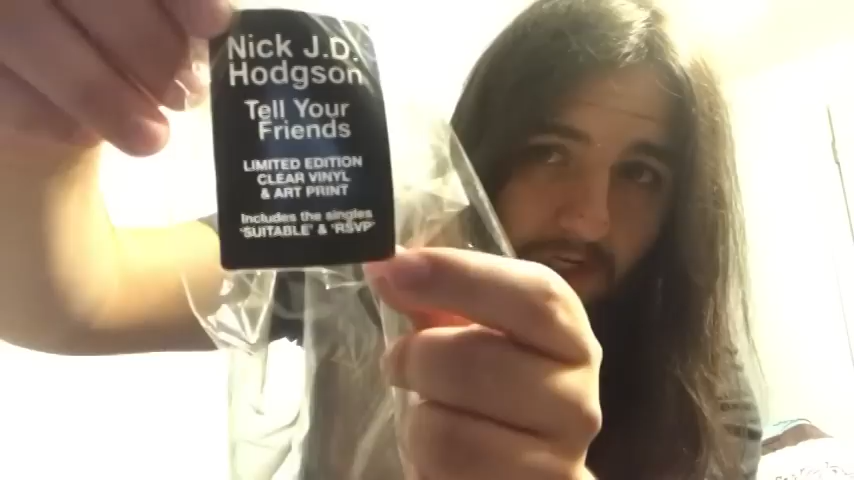 Nick J.D.
Hodgson
Tell Your
Friends
LIMITED EDITION
CLEAR VINYL
& ART PRINT
Includes the singles
'SUITABLE' & 'RSVP'